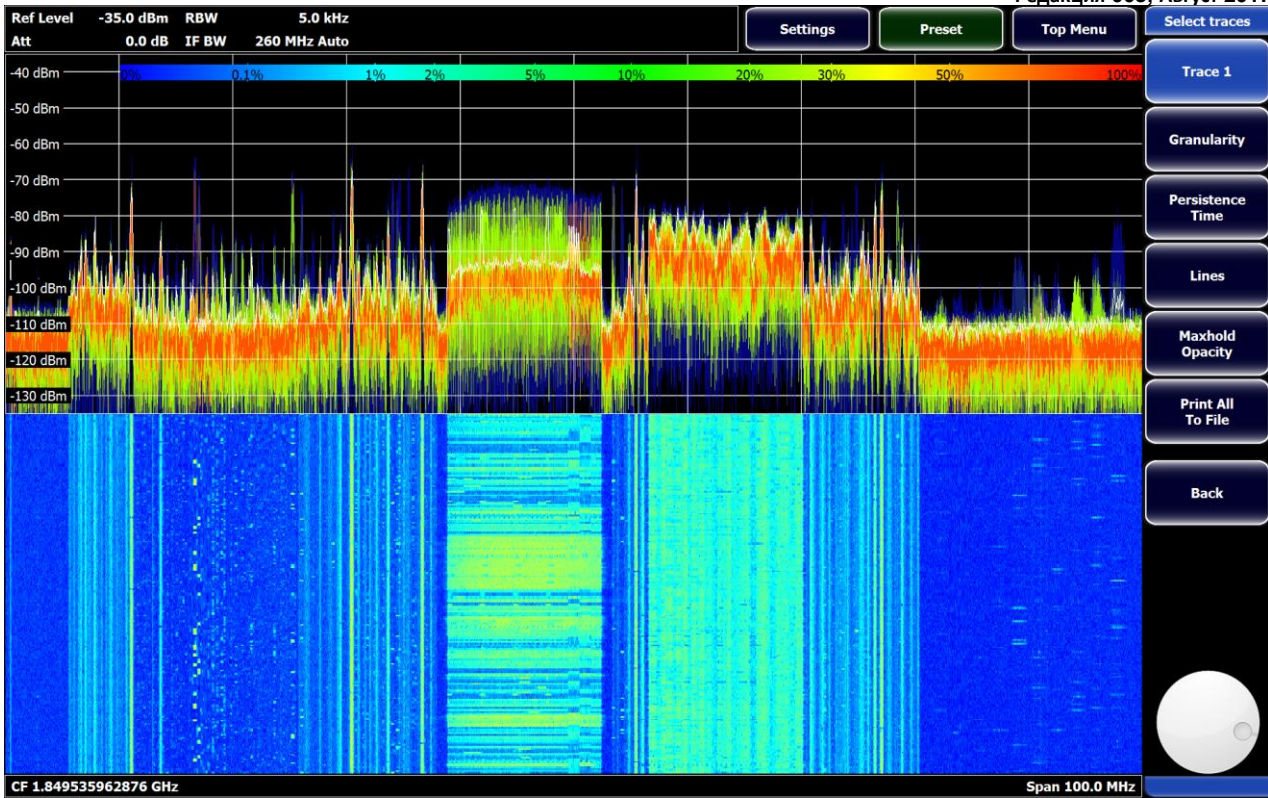 Ref Level -35.0 dBm RBW 5.0 kHz
Att 0.0 dB IF BW 260 MHz Auto
Settings
Preset
Top Menu
Select traces
-40 dBm
0% 0.1% 1% 2% 5% 10% 20% 30% 50% 100%
-50 dBm
-60 dBm
-70 dBm
-80 dBm
-90 dBm
-100 dBm
-110 dBm
-120 dBm
-130 dBm
Trace 1
Granularity
Persistence
Time
Lines
Maxhold
Opacity
Print All
To File
Back
CF 1.849535962876 GHz
Span 100.0 MHz